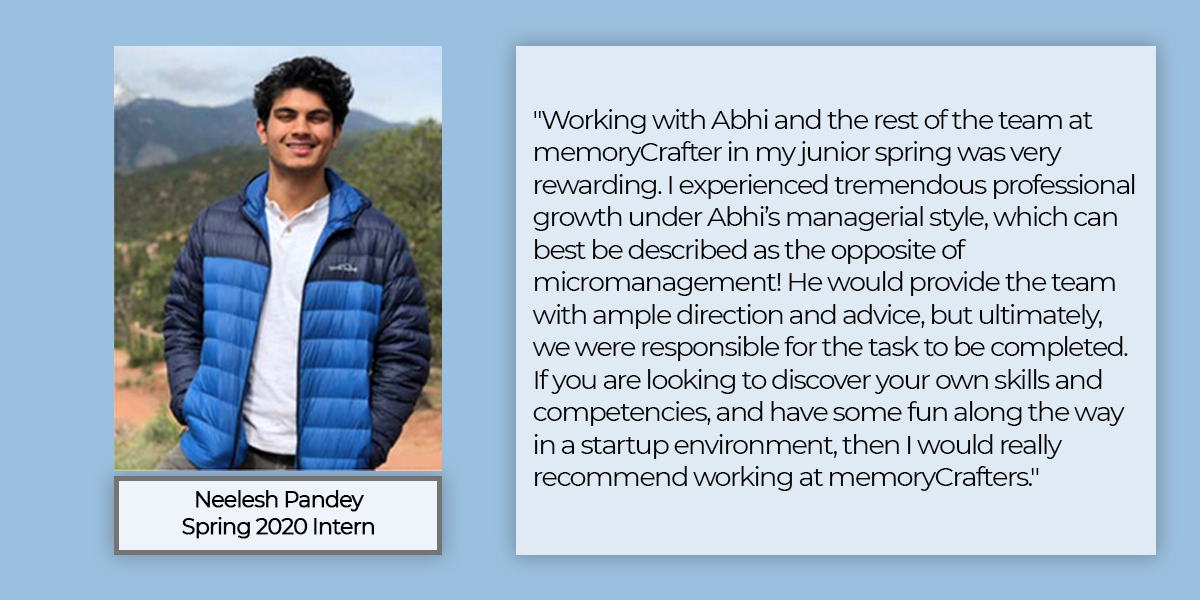 Neelesh Pandey
Spring 2020 Intern
"Working with Abhi and the rest of the team at
memoryCrafter in my junior spring was very
rewarding. I experienced tremendous professional
growth under Abhi’s managerial style, which can
best be described as the opposite of
micromanagement! He would provide the team
with ample direction and advice, but ultimately,
we were responsible for the task to be completed.
If you are looking to discover your own skills and
competencies, and have some fun along the way
in a startup environment, then I would really
recommend working at memoryCrafters."